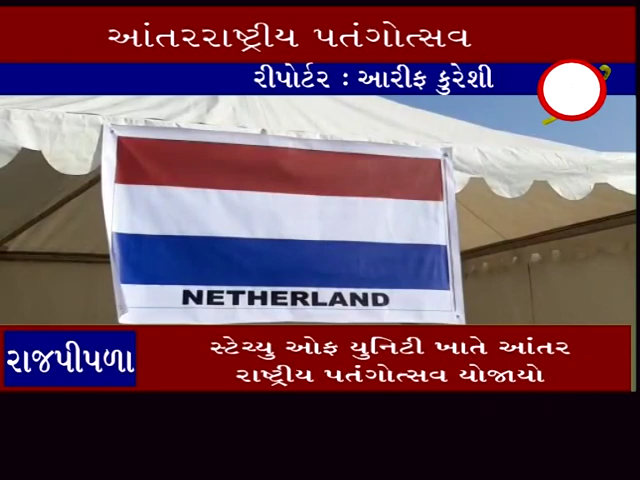 આંતરરાષ્ટ્રીય પતંગોત્સવ
રીપોર્ટર : આરીફ કુરેશી
NETHERLAND
રાજપીપળા
સ્ટેચ્યુ ઓફ યુનિટી ખાતે આંતર
રાષ્ટ્રીય પતંગોત્સવ યોજાયો